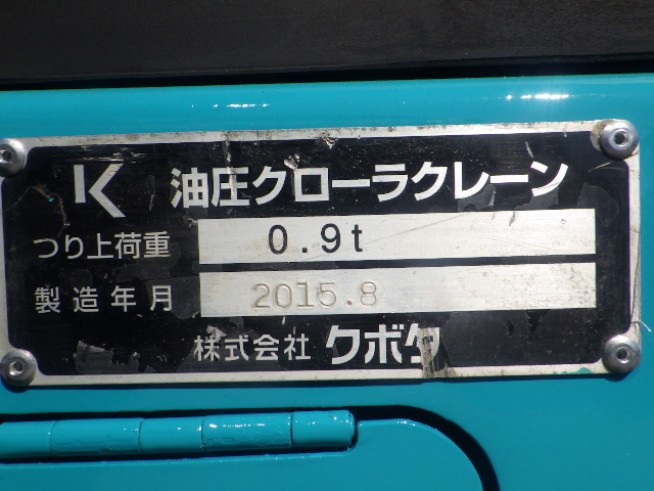 K 油圧クローラクレーン
つり上荷重 0.9t
製造年月 2015.8
株式会社 クボタ